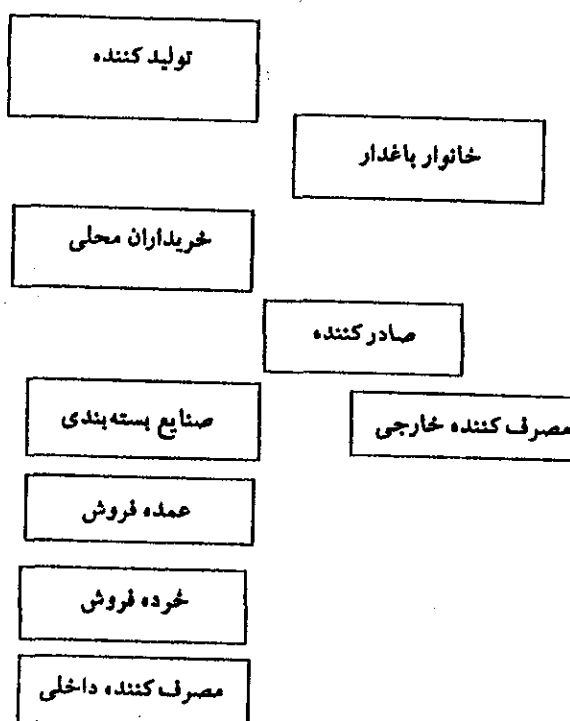 تولید کننده
خانوار باغدار
خریداران محلی
صادر کننده
صنایع بسته‌بندی
مصرف کننده خارجی
عمده فروش
خرده فروش
مصرف کننده داخلی